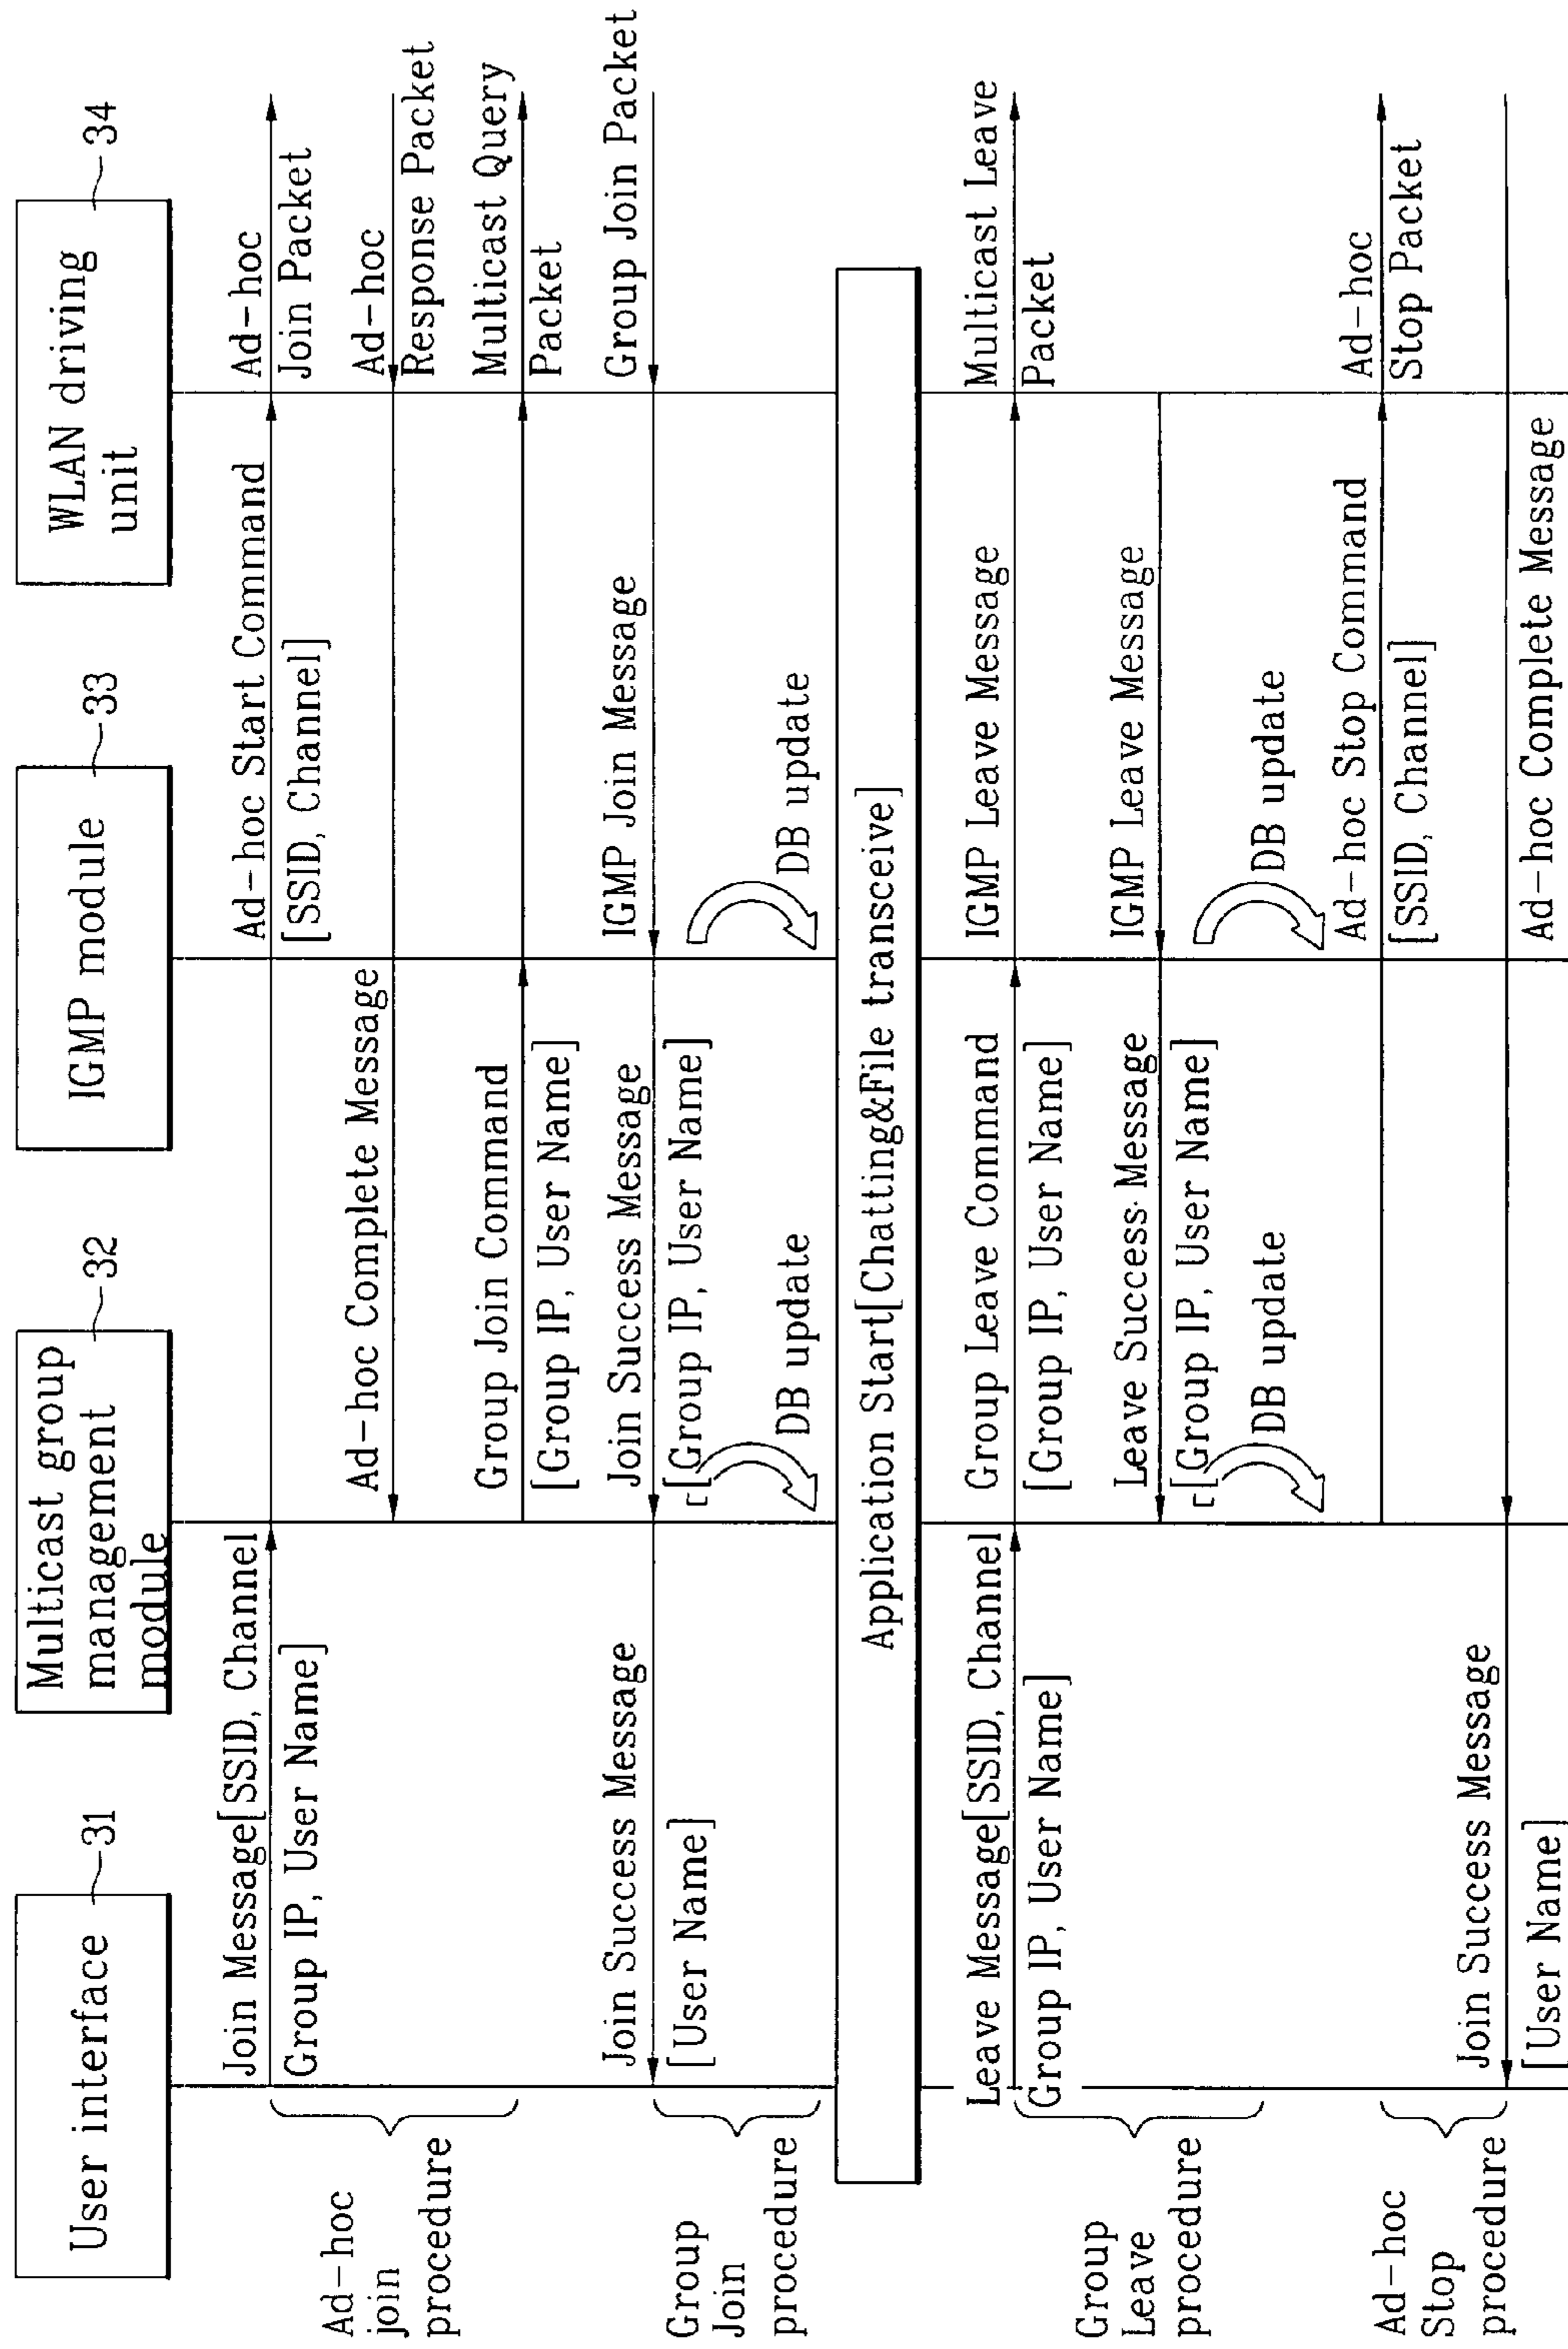 User interface
31
Multicast group
management
module
32
IGMP module
33
WLAN driving
unit
34
Ad-hoc
join
procedure
Join Message[SSID, Channel
Group IP, User Name]
Ad-hoc Start Command
[SSID, Channel]
Ad-hoc
Join Packet
Ad-hoc Complete Message
Ad-hoc
Response Packet
Group Join Command
[Group IP, User Name]
Multicast Query
Packet
Group
Join
procedure
Join Success Message
[User Name]
Join Success Message
[Group IP, User Name]
IGMP Join Message
Group Join Packet
DB update
DB update
Application Start[Chatting&File transceive]
Group
Leave
procedure
Leave Message[SSID, Channel
Group IP, User Name]
Group Leave Command
[Group IP, User Name]
IGMP Leave Message
Multicast Leave
Packet
Leave Success Message
[Group IP, User Name]
IGMP Leave Message
DB update
DB update
Ad-hoc
Stop
procedure
Ad-hoc Stop Command
[SSID, Channel]
Ad-hoc
Stop Packet
Join Success Message
[User Name]
Ad-hoc Complete Message